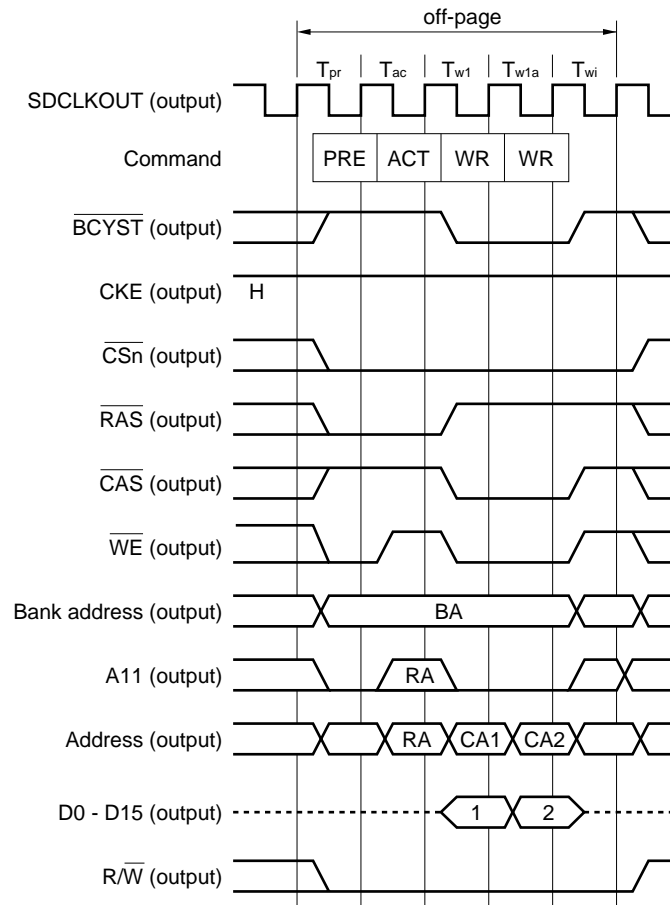 off-page
Tpr Tac Tw1 Tw1a Twi
SDCLKOUT (output)
Command PRE ACT WR WR
BCYST (output)
CKE (output) H
CSn (output)
RAS (output)
CAS (output)
WE (output)
Bank address (output) BA
A11 (output) RA
Address (output) RA CA1 CA2
D0 - D15 (output) 1 2
R/W (output)